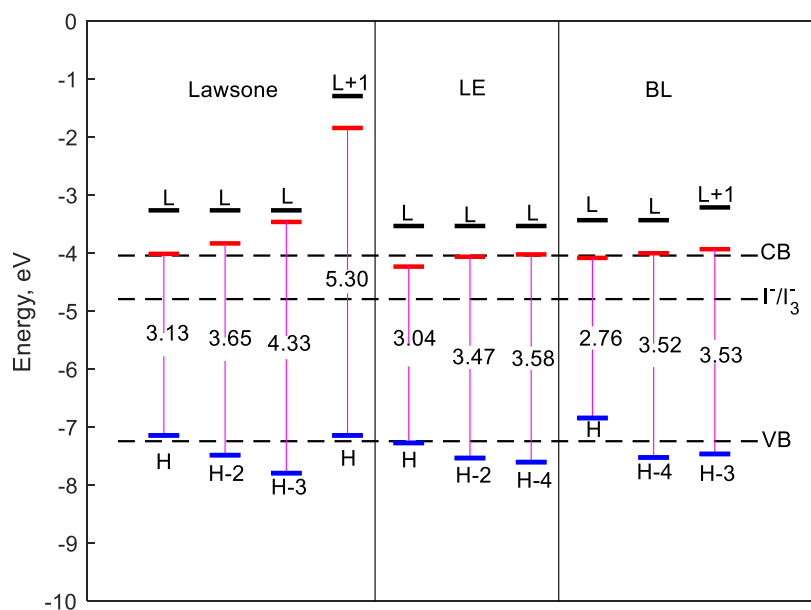 0
-1
-2
-3
-4
-5
-6
-7
-8
-9
-10
Energy, eV
Lawsone
LE
BL
L+1
L
L
L
L
L
L
L
L
L+1
CB
I⁻/I₃⁻
VB
3.13
3.65
4.33
5.30
3.04
3.47
3.58
2.76
3.52
3.53
H
H-2
H-3
H
H
H-2
H-4
H
H-4
H-3